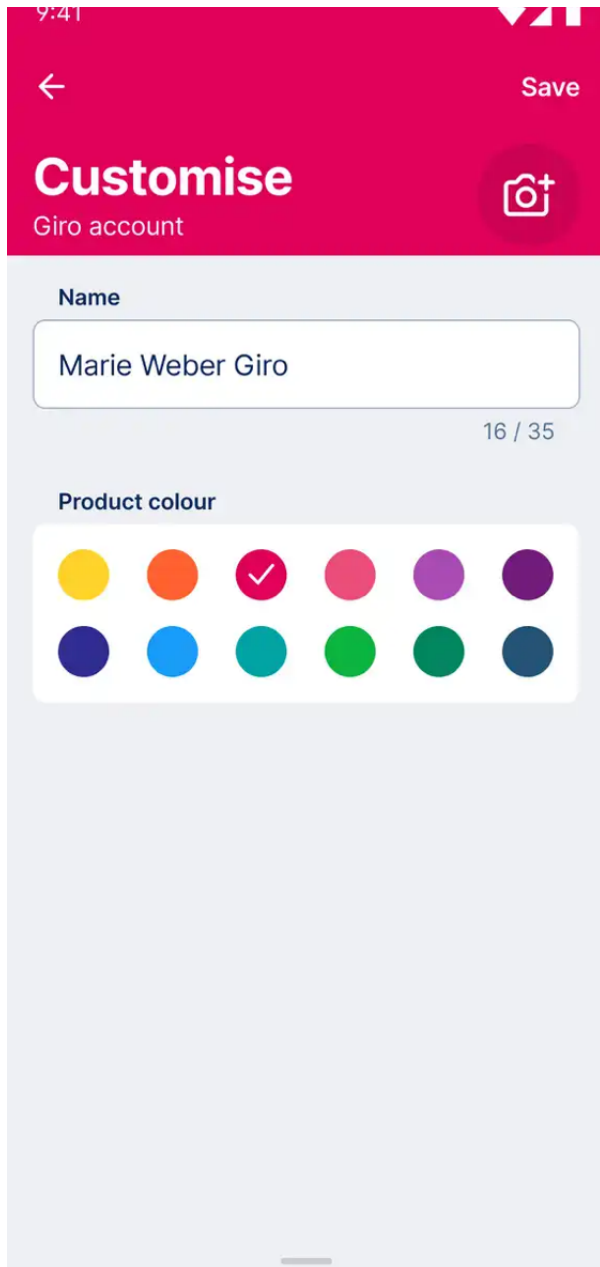 9:41
Save
Customise
Giro account
Name
Marie Weber Giro
16 / 35
Product colour